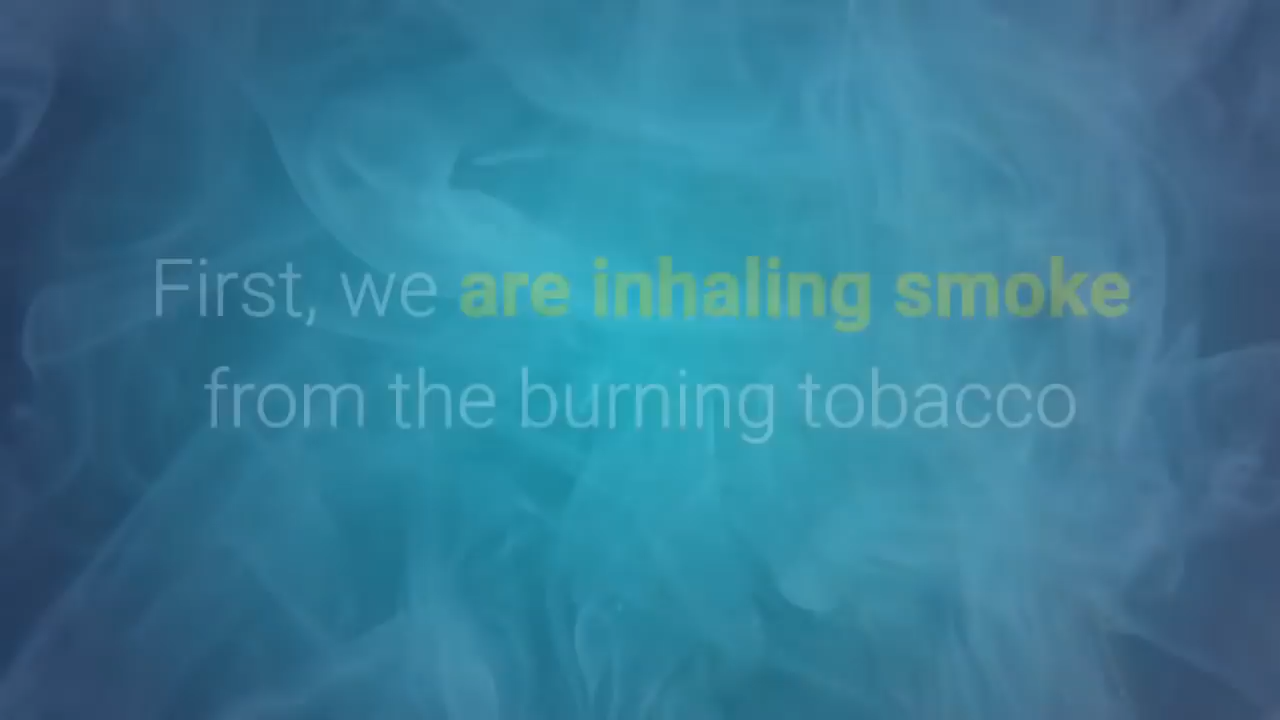 First, we are inhaling smoke
from the burning tobacco